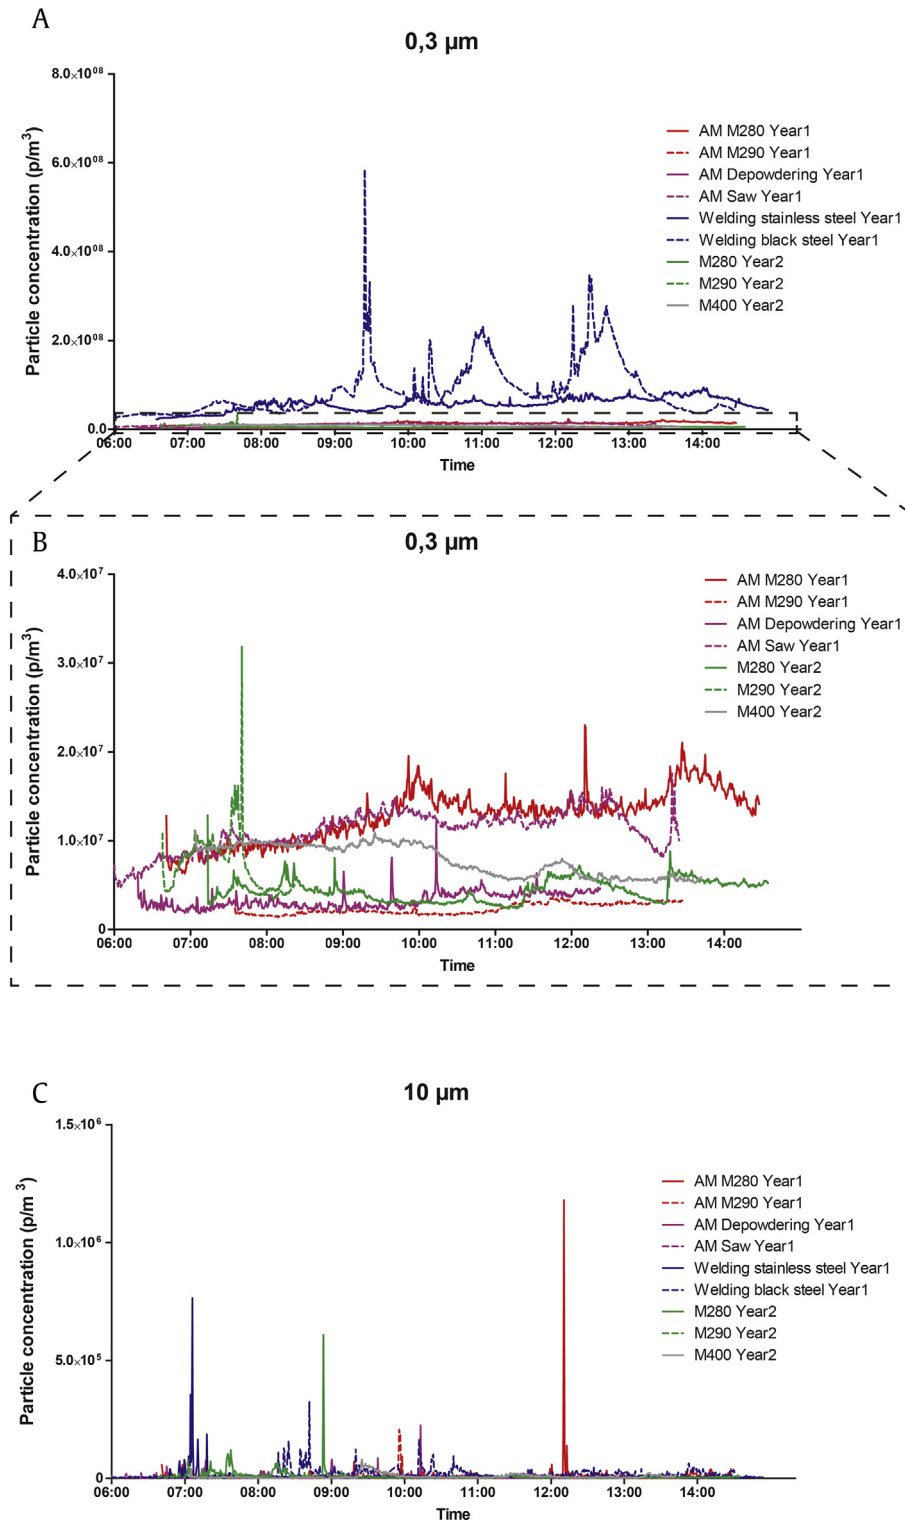 A
0,3 µm
Particle concentration (p/m³)
8.0×10⁰⁸
6.0×10⁰⁸
4.0×10⁰⁸
2.0×10⁰⁸
0.0
06:00 07:00 08:00 09:00 10:00 11:00 12:00 13:00 14:00
Time
AM M280 Year1
AM M290 Year1
AM Depowdering Year1
AM Saw Year1
Welding stainless steel Year1
Welding black steel Year1
M280 Year2
M290 Year2
M400 Year2
B
0,3 µm
Particle concentration (p/m³)
4.0×10⁷
3.0×10⁷
2.0×10⁷
1.0×10⁷
0
06:00 07:00 08:00 09:00 10:00 11:00 12:00 13:00 14:00
Time
AM M280 Year1
AM M290 Year1
AM Depowdering Year1
AM Saw Year1
M280 Year2
M290 Year2
M400 Year2
C
10 µm
Particle concentration (p/m ³)
1.5×10⁶
1.0×10⁶
5.0×10⁵
0
06:00 07:00 08:00 09:00 10:00 11:00 12:00 13:00 14:00
Time
AM M280 Year1
AM M290 Year1
AM Depowdering Year1
AM Saw Year1
Welding stainless steel Year1
Welding black steel Year1
M280 Year2
M290 Year2
M400 Year2